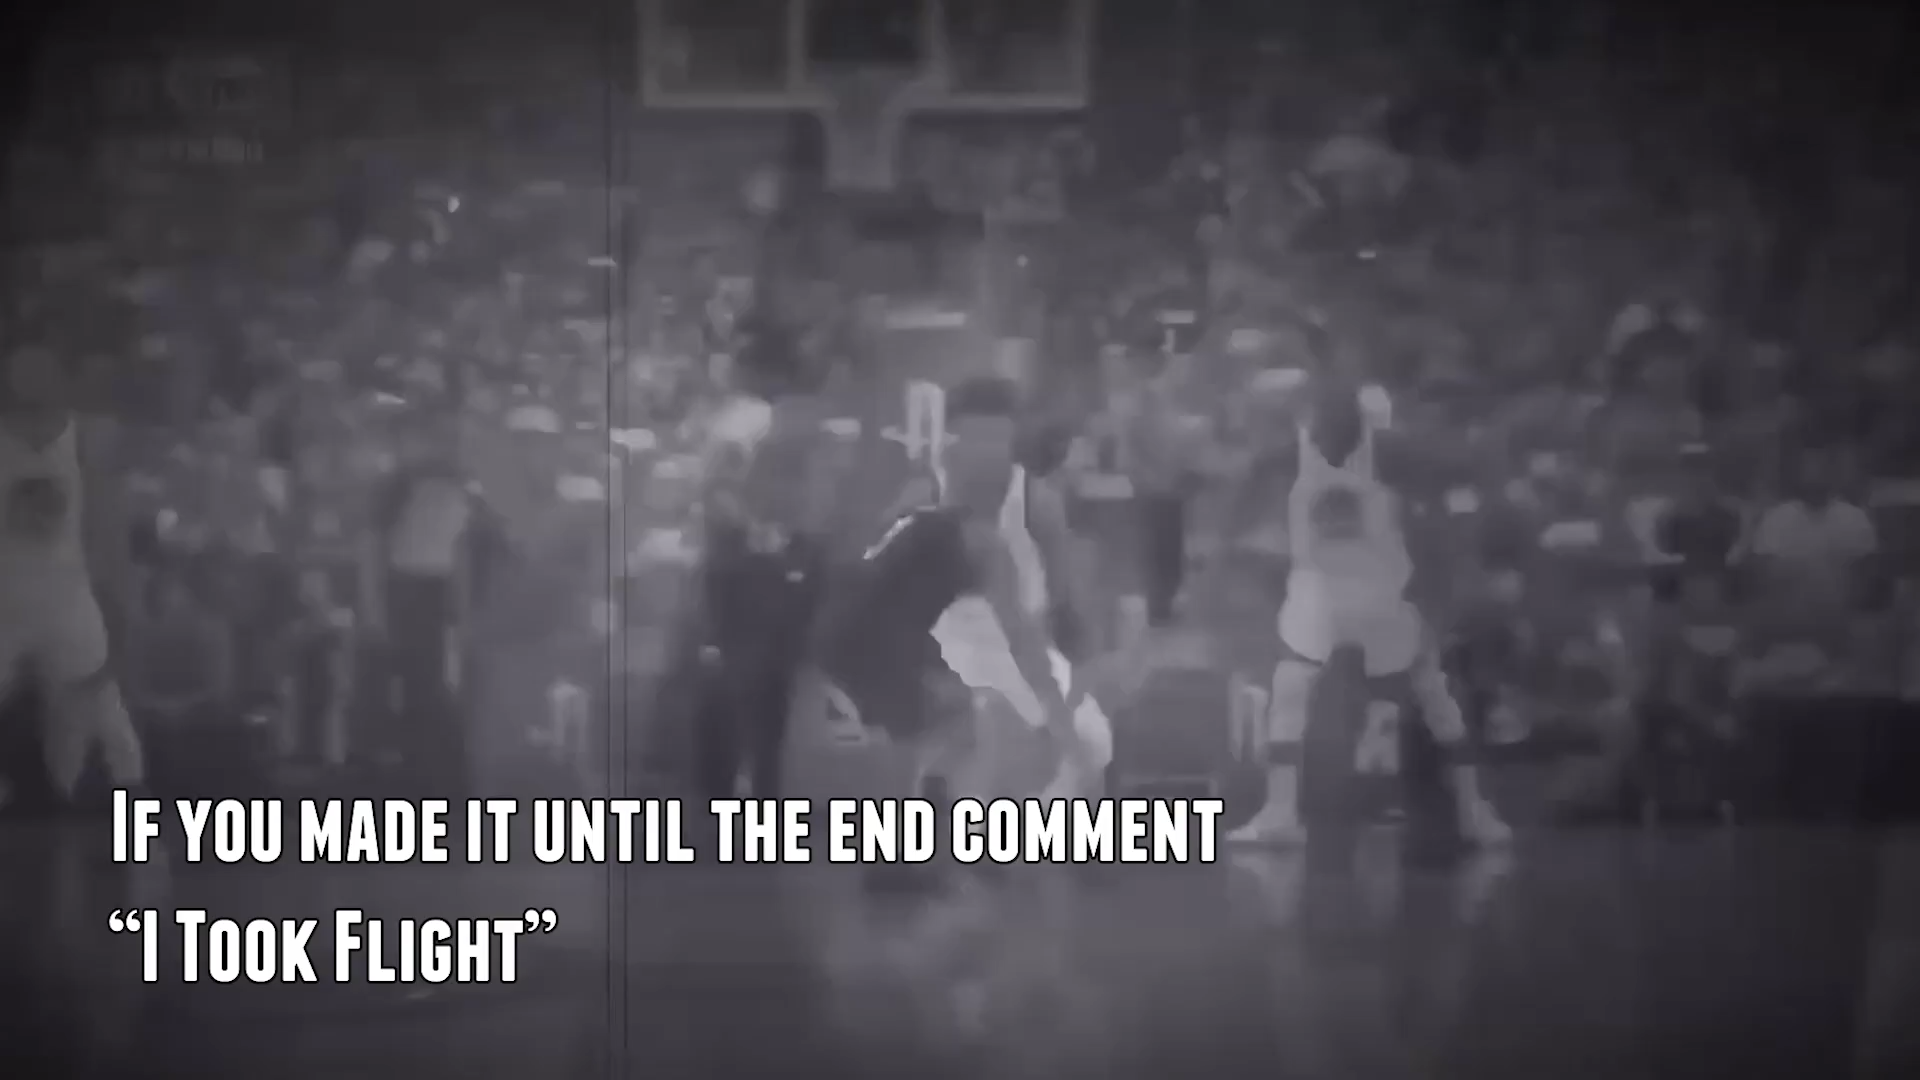 If you made it until the end comment
“I Took Flight”